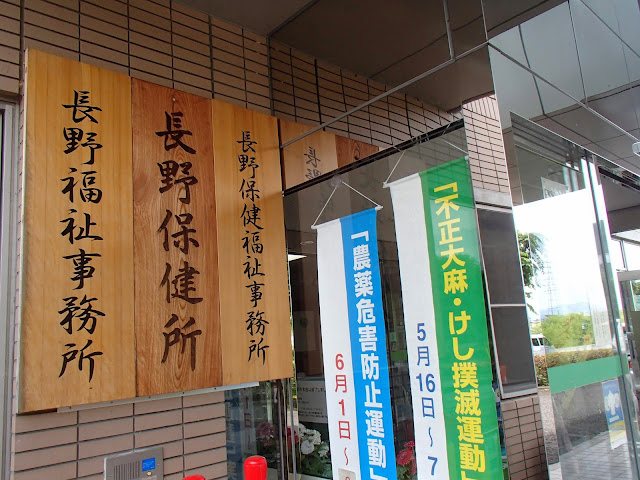 長野福祉事務所
長野保健所
長野保健福祉事務所
長野
「農薬危害防止運動」
6月1日～
「不正大麻・けし撲滅運動」
5月16日～7